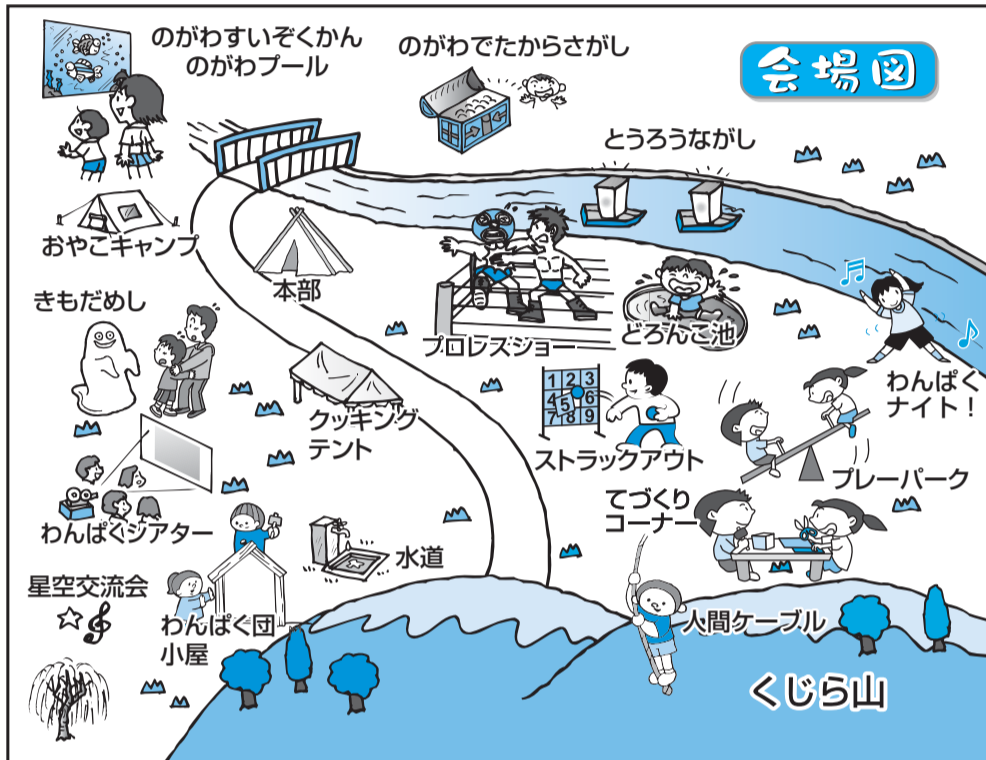 のがわすいぞくかん
のがわプール
のがわでたからさがし
会場図
とうろうながし
おやこキャンプ
本部
きもだめし
プロレスショー
どろんこ池
わんぱく
ナイト!
クッキング
テント
1 2 3
4 5 6
7 8 9
ストラックアウト
プレーパーク
わんぱくシアター
てづくり
コーナー
水道
星空交流会
わんぱく団
小屋
人間ケーブル
くじら山